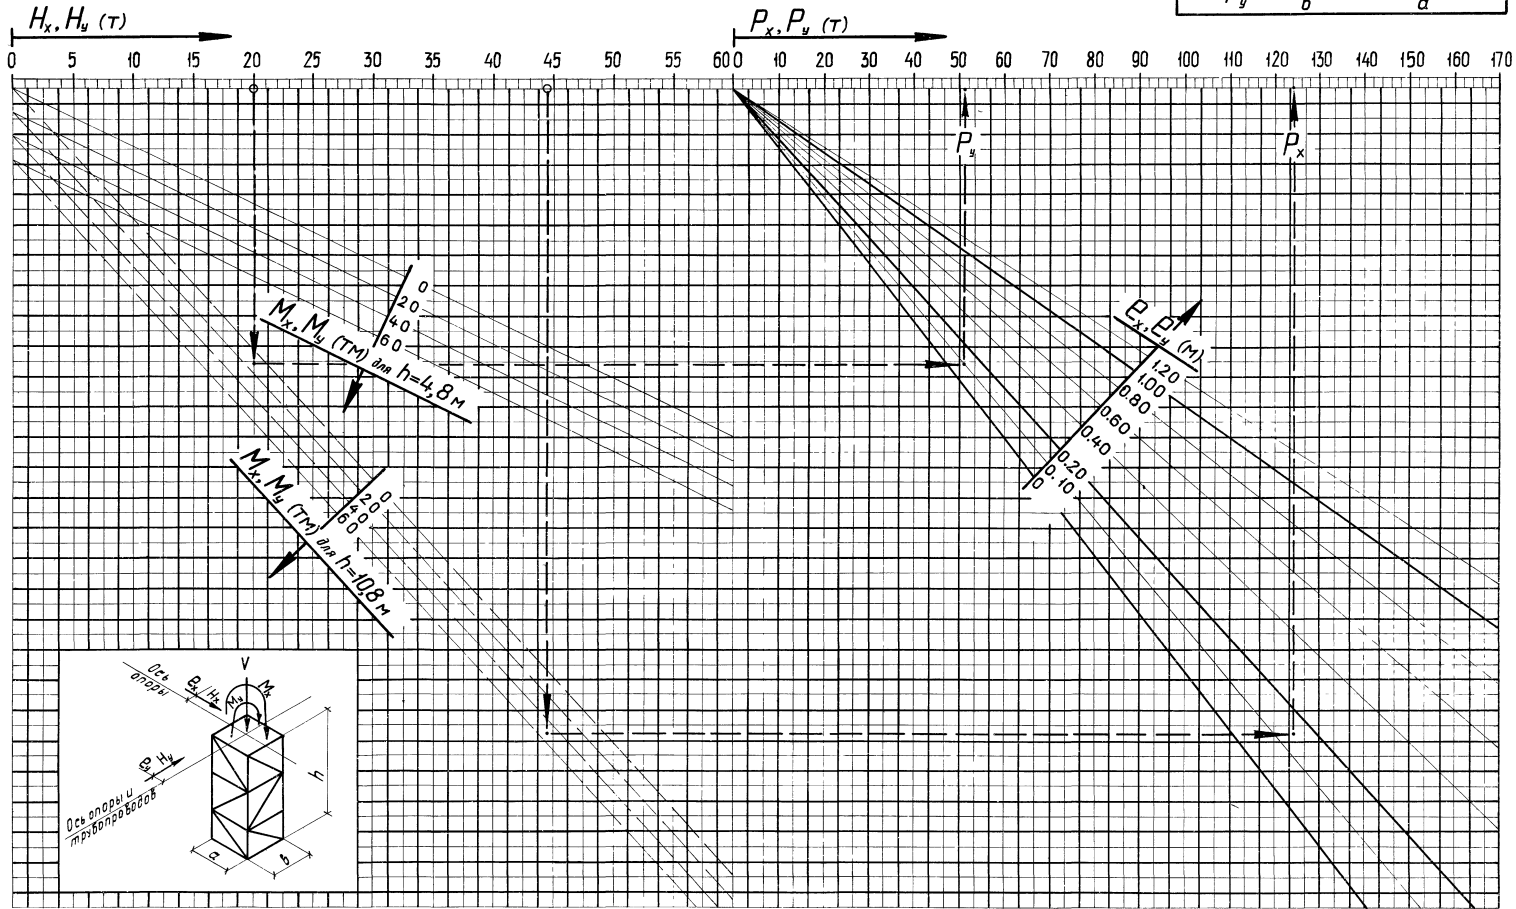 Hx, Hy (Т)
Px, Py (Т)
в
a
0 5 10 15 20 25 30 35 40 45 50 55 60
0 10 20 30 40 50 60 70 80 90 100 110 120 130 140 150 160 170
Py
Px
0
20
40
60
Mx, My (ТМ) для h=4,8 м
ex, ey (м)
1.20
1.00
0.80
0.60
0.40
0.20
0.10
0
0
20
40
60
Mx, My (ТМ) для h=10,8 м
V
Ось
опоры
ex
Hx
My
Mx
ey
Hy
h
Ось опоры и
трубопроводов
a
в